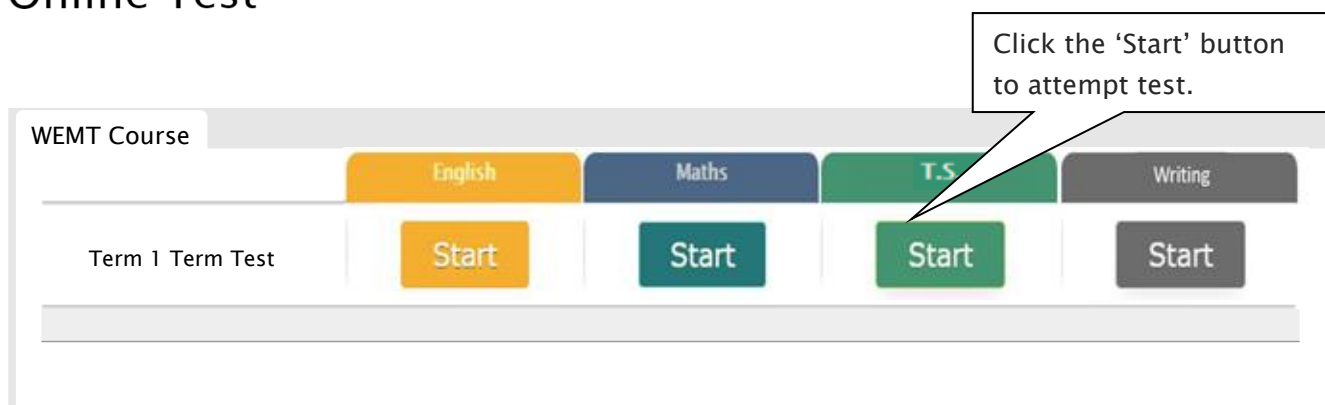 Online Test
Click the ‘Start’ button
to attempt test.
WEMT Course
English Maths T.S. Writing
Term 1 Term Test Start Start Start Start